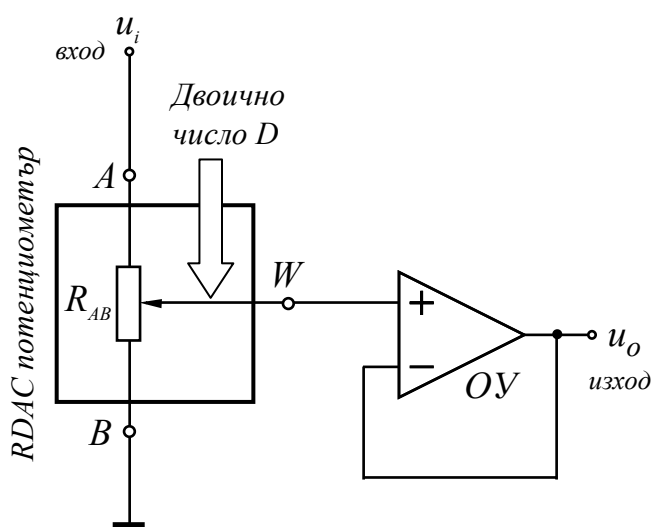 u_i
вход
Двоично
число D
A
RDAC потенциометър
R_AB
W
+
−
ОУ
u_o
изход
B